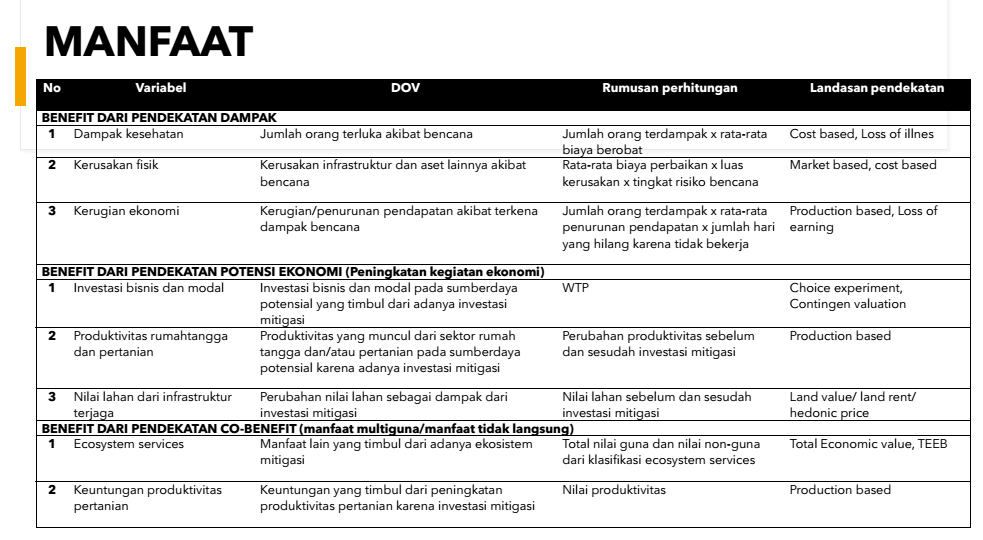 MANFAAT
No Variabel DOV Rumusan perhitungan Landasan pendekatan
BENEFIT DARI PENDEKATAN DAMPAK
1 Dampak kesehatan Jumlah orang terluka akibat bencana Jumlah orang terdampak x rata-rata Cost based, Loss of illnes
biaya berobat
2 Kerusakan fisik Kerusakan infrastruktur dan aset lainnya akibat Rata-rata biaya perbaikan x luas Market based, cost based
bencana kerusakan x tingkat risiko bencana
3 Kerugian ekonomi Kerugian/penurunan pendapatan akibat terkena Jumlah orang terdampak x rata-rata Production based, Loss of
dampak bencana penurunan pendapatan x jumlah hari earning
yang hilang karena tidak bekerja
BENEFIT DARI PENDEKATAN POTENSI EKONOMI (Peningkatan kegiatan ekonomi)
1 Investasi bisnis dan modal Investasi bisnis dan modal pada sumberdaya WTP Choice experiment,
potensial yang timbul dari adanya investasi Contingen valuation
mitigasi
2 Produktivitas rumahtangga Produktivitas yang muncul dari sektor rumah Perubahan produktivitas sebelum Production based
dan pertanian tangga dan/atau pertanian pada sumberdaya dan sesudah investasi mitigasi
potensial karena adanya investasi mitigasi
3 Nilai lahan dari infrastruktur Perubahan nilai lahan sebagai dampak dari Nilai lahan sebelum dan sesudah Land value/ land rent/
terjaga investasi mitigasi investasi mitigasi hedonic price
BENEFIT DARI PENDEKATAN CO-BENEFIT (manfaat multiguna/manfaat tidak langsung)
1 Ecosystem services Manfaat lain yang timbul dari adanya ekosistem Total nilai guna dan nilai non-guna Total Economic value, TEEB
mitigasi dari klasifikasi ecosystem services
2 Keuntungan produktivitas Keuntungan yang timbul dari peningkatan Nilai produktivitas Production based
pertanian produktivitas pertanian karena investasi mitigasi